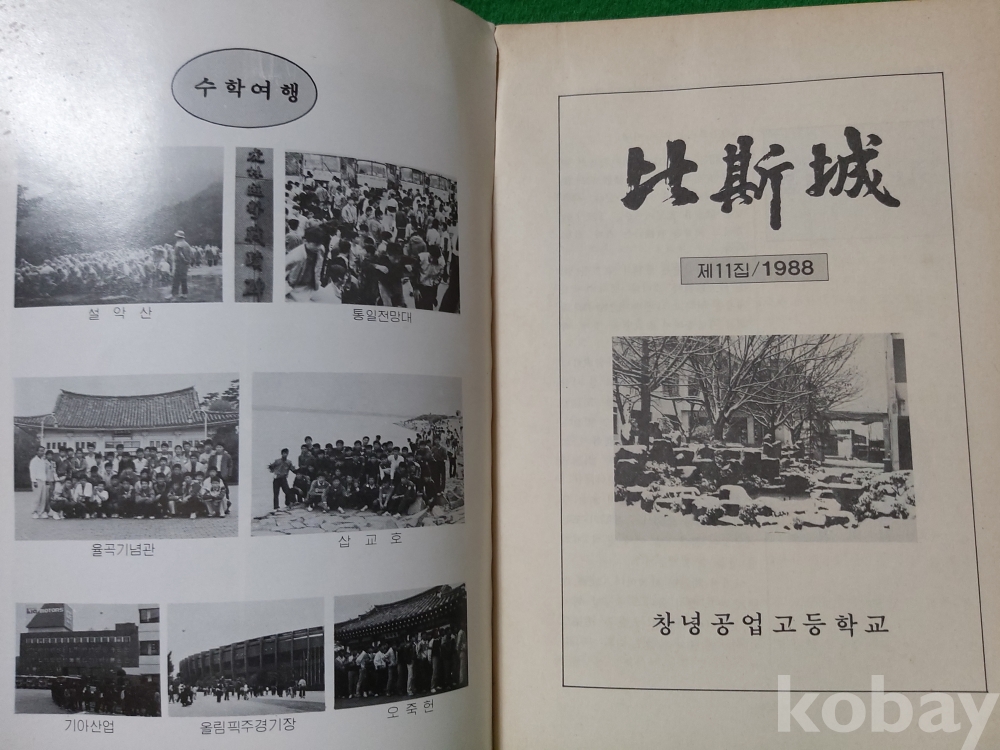 수학여행
철악산
통일전망대
율곡기념관
삽교호
기아산업
올림픽주경기장
오죽헌
比斯城
제11집/1988
창녕공업고등학교
kobay